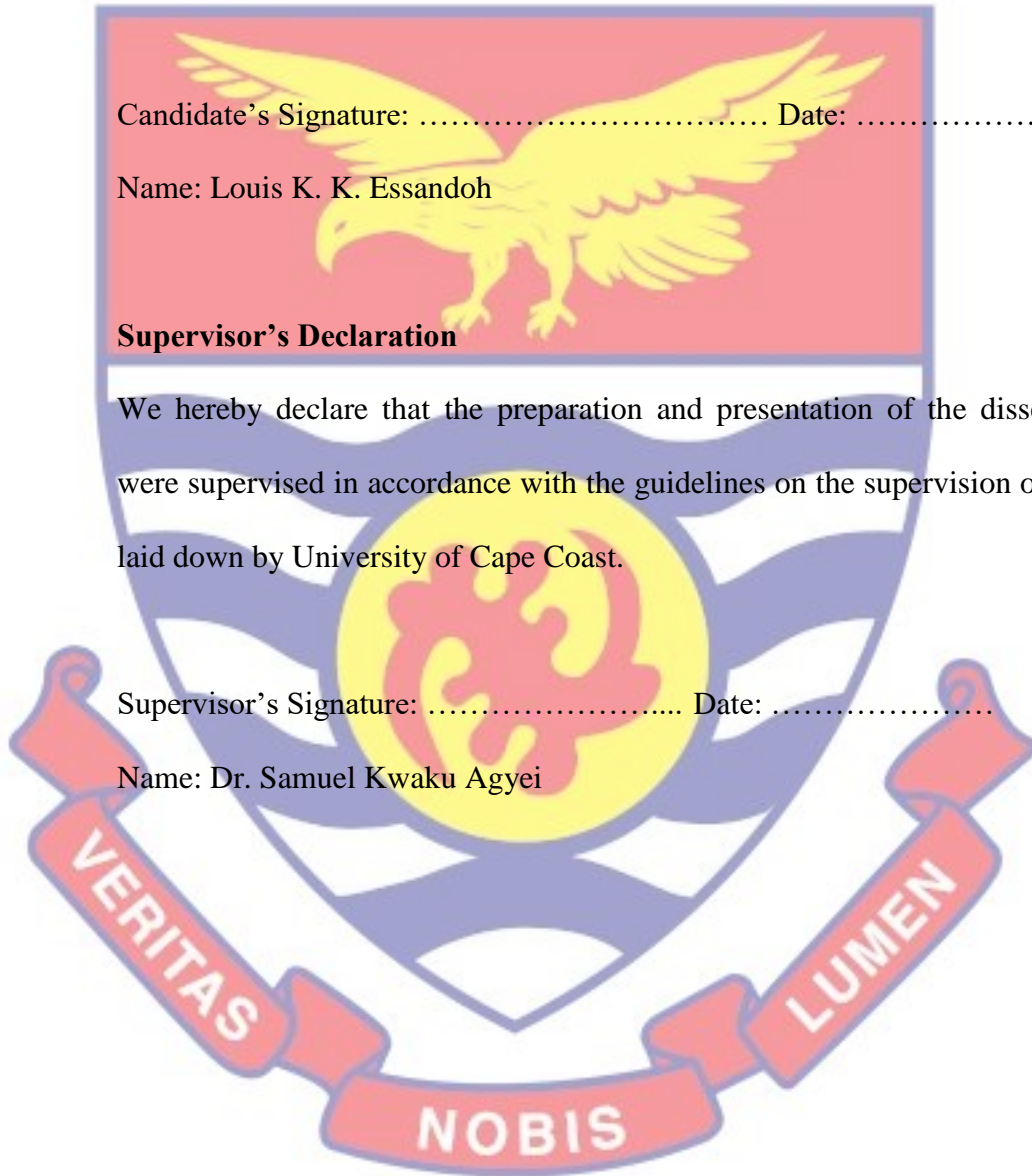 Candidate’s Signature: …………………………… Date: ………………
Name: Louis K. K. Essandoh
Supervisor’s Declaration
We hereby declare that the preparation and presentation of the disse
were supervised in accordance with the guidelines on the supervision o
laid down by University of Cape Coast.
Supervisor’s Signature: ………………….... Date: …………………
Name: Dr. Samuel Kwaku Agyei
VERITAS
NOBIS
LUMEN